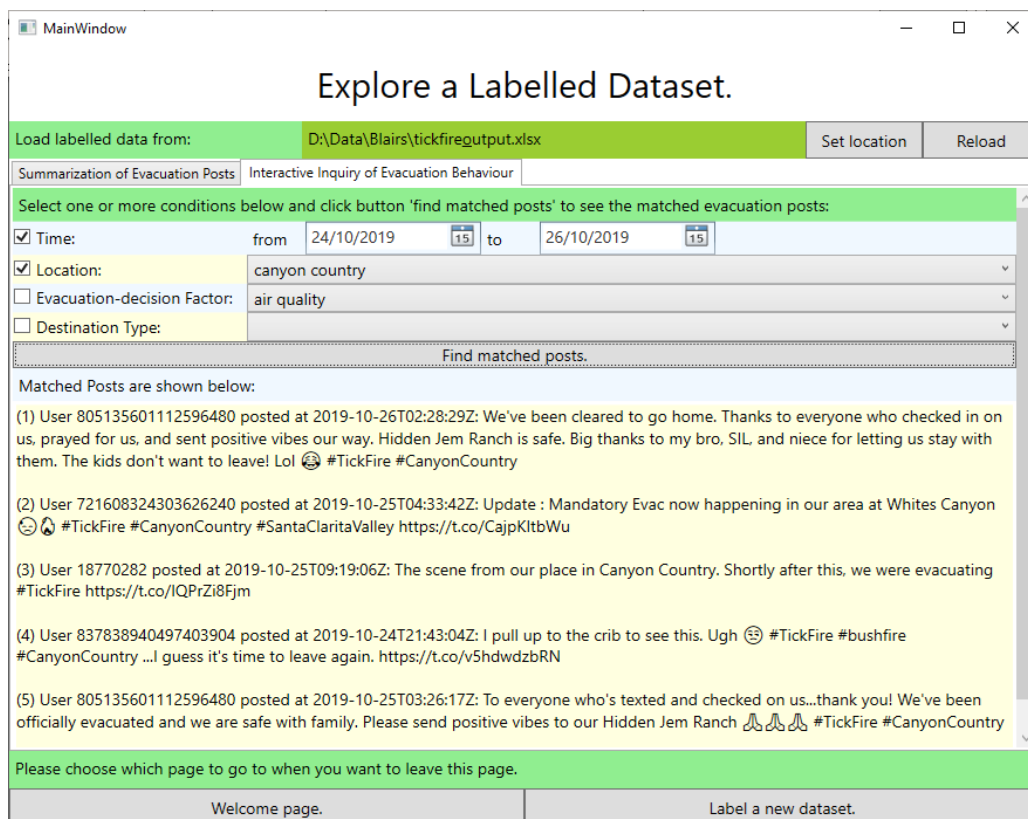 MainWindow
Explore a Labelled Dataset.
Load labelled data from: D:\Data\Blairs\tickfireoutput.xlsx Set location Reload
Summarization of Evacuation Posts Interactive Inquiry of Evacuation Behaviour
Select one or more conditions below and click button 'find matched posts' to see the matched evacuation posts:
Time: from 24/10/2019 15 to 26/10/2019 15
Location: canyon country
Evacuation-decision Factor: air quality
Destination Type:
Find matched posts.
Matched Posts are shown below:
(1) User 805135601112596480 posted at 2019-10-26T02:28:29Z: We've been cleared to go home. Thanks to everyone who checked in on
us, prayed for us, and sent positive vibes our way. Hidden Jem Ranch is safe. Big thanks to my bro, SIL, and niece for letting us stay with
them. The kids don't want to leave! Lol 😂 #TickFire #CanyonCountry
(2) User 721608324303626240 posted at 2019-10-25T04:33:42Z: Update : Mandatory Evac now happening in our area at Whites Canyon
😥🔥 #TickFire #CanyonCountry #SantaClaritaValley https://t.co/CajpKltbWu
(3) User 18770282 posted at 2019-10-25T09:19:06Z: The scene from our place in Canyon Country. Shortly after this, we were evacuating
#TickFire https://t.co/lQPrZi8Fjm
(4) User 837838940497403904 posted at 2019-10-24T21:43:04Z: I pull up to the crib to see this. Ugh 😒 #TickFire #bushfire
#CanyonCountry ...I guess it's time to leave again. https://t.co/v5hdwdzbRN
(5) User 805135601112596480 posted at 2019-10-25T03:26:17Z: To everyone who's texted and checked on us...thank you! We've been
officially evacuated and we are safe with family. Please send positive vibes to our Hidden Jem Ranch 🙏🙏🙏 #TickFire #CanyonCountry
Please choose which page to go to when you want to leave this page.
Welcome page. Label a new dataset.